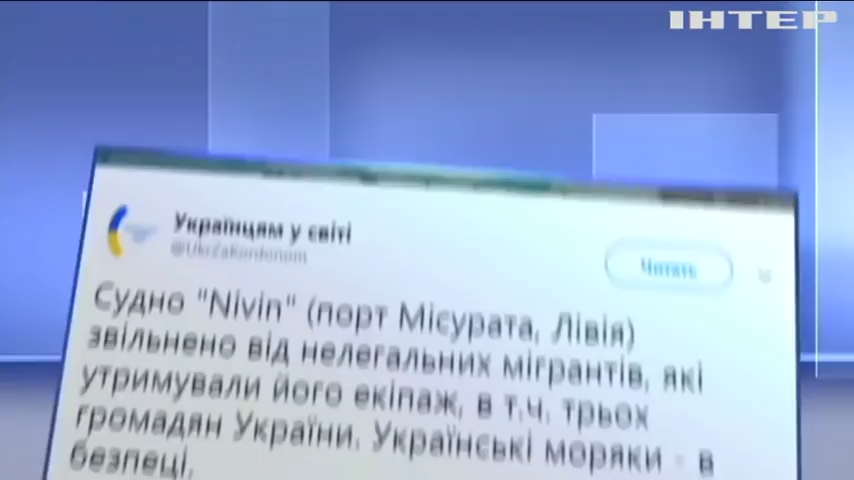 ІНТЕР
Українцям у світі
@UkrZakordonom
Читать
Судно "Nivin" (порт Місурата, Лівія)
звільнено від нелегальних мігрантів, які
утримували його екіпаж, в т.ч. трьох
громадян України. Українські моряки - в
безпеці.